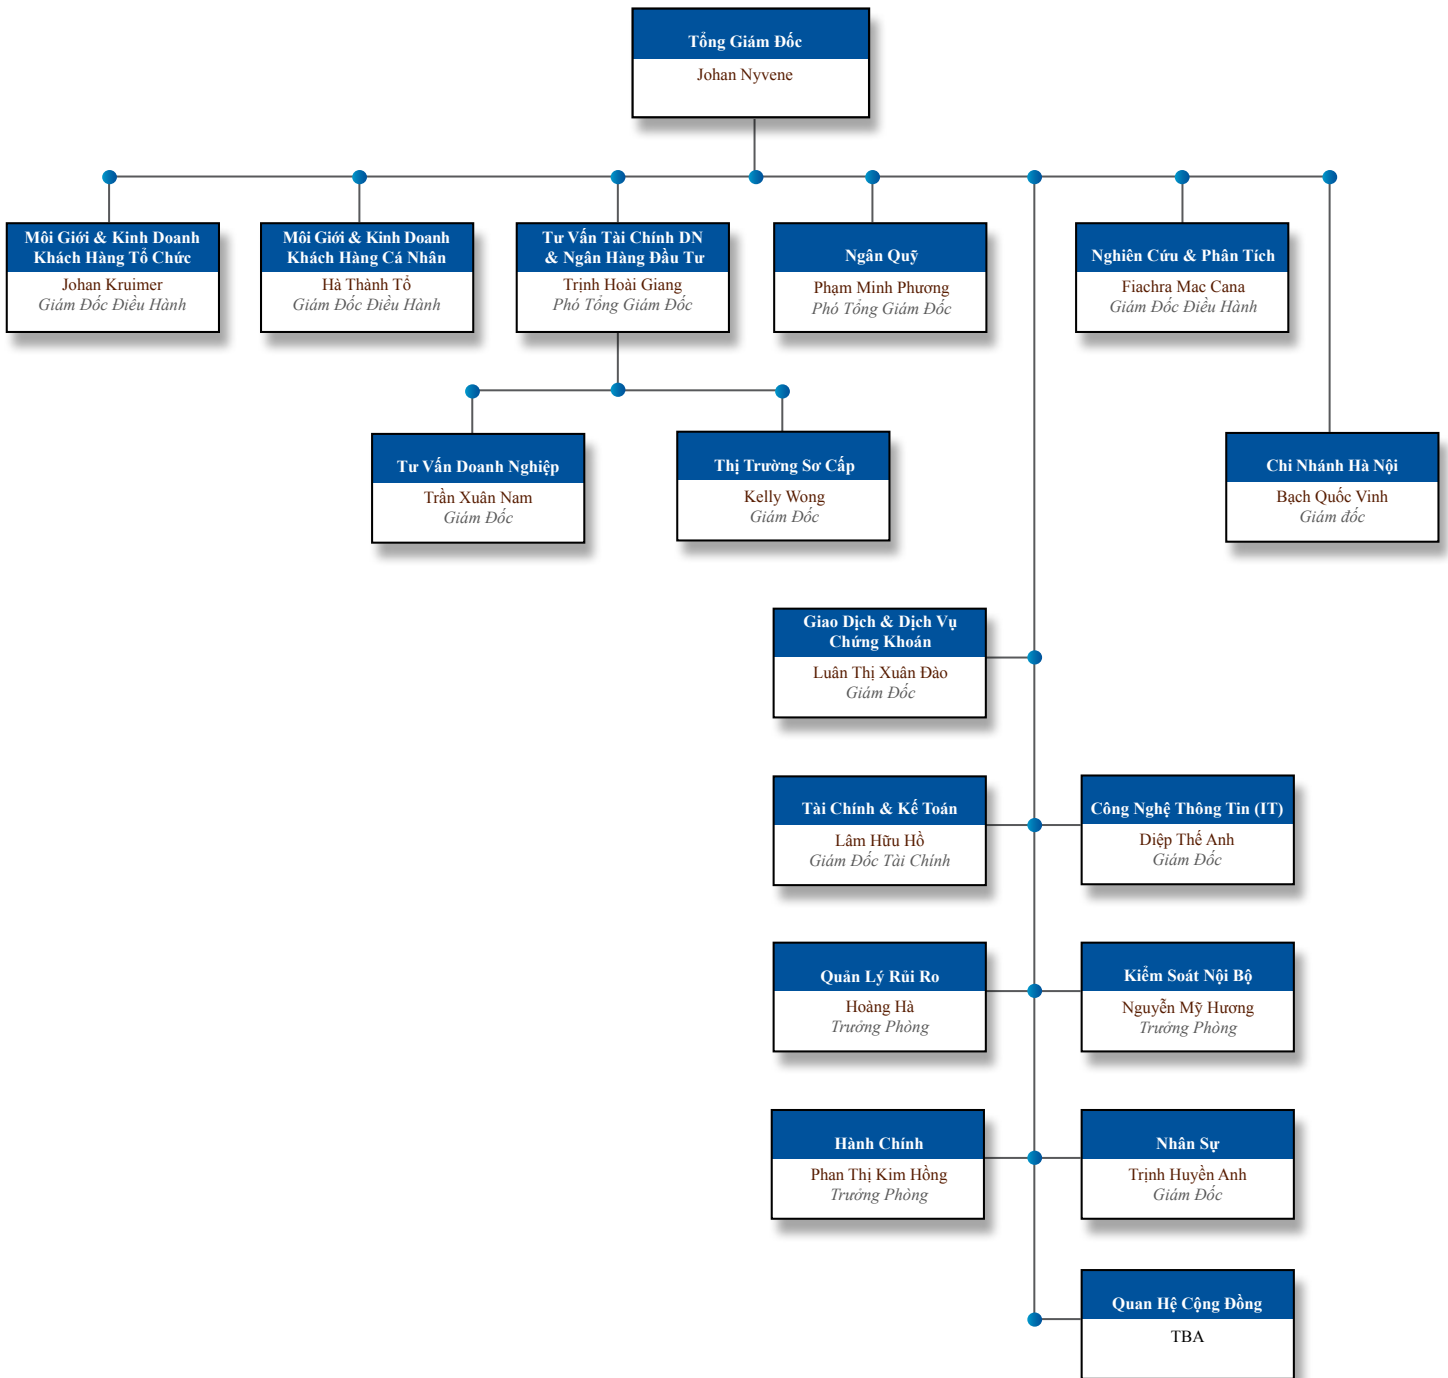 Tổng Giám Đốc
Johan Nyvene
Môi Giới & Kinh Doanh
Khách Hàng Tổ Chức
Johan Kruimer
Giám Đốc Điều Hành
Môi Giới & Kinh Doanh
Khách Hàng Cá Nhân
Hà Thành Tổ
Giám Đốc Điều Hành
Tư Vấn Tài Chính DN
& Ngân Hàng Đầu Tư
Trịnh Hoài Giang
Phó Tổng Giám Đốc
Ngân Quỹ
Phạm Minh Phương
Phó Tổng Giám Đốc
Nghiên Cứu & Phân Tích
Fiachra Mac Cana
Giám Đốc Điều Hành
Tư Vấn Doanh Nghiệp
Trần Xuân Nam
Giám Đốc
Thị Trường Sơ Cấp
Kelly Wong
Giám Đốc
Chi Nhánh Hà Nội
Bạch Quốc Vinh
Giám đốc
Giao Dịch & Dịch Vụ
Chứng Khoán
Luân Thị Xuân Đào
Giám Đốc
Tài Chính & Kế Toán
Lâm Hữu Hồ
Giám Đốc Tài Chính
Công Nghệ Thông Tin (IT)
Diệp Thế Anh
Giám Đốc
Quản Lý Rủi Ro
Hoàng Hà
Trưởng Phòng
Kiểm Soát Nội Bộ
Nguyễn Mỹ Hương
Trưởng Phòng
Hành Chính
Phan Thị Kim Hồng
Trưởng Phòng
Nhân Sự
Trịnh Huyền Anh
Giám Đốc
Quan Hệ Cộng Đồng
TBA